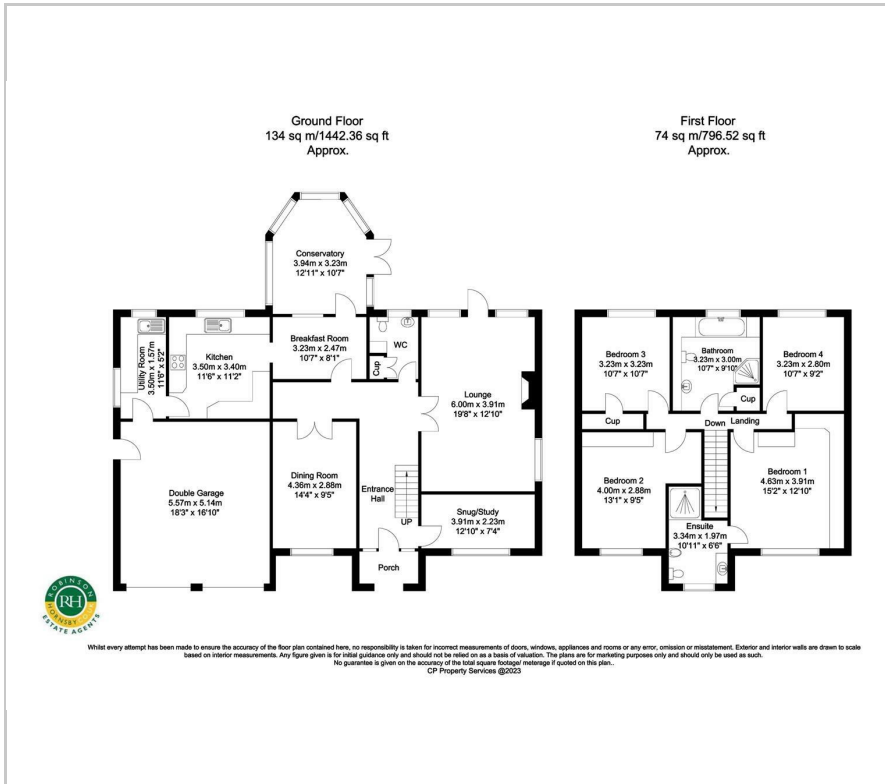 Ground Floor
134 sq m/1442.36 sq ft
Approx.
First Floor
74 sq m/796.52 sq ft
Approx.
Conservatory
3.94m x 3.23m
12'11" x 10'7"
Utility Room
3.50m x 1.57m
11'6" x 5'2"
Kitchen
3.50m x 3.40m
11'6" x 11'2"
Breakfast Room
3.23m x 2.47m
10'7" x 8'1"
WC
Cup
Lounge
6.00m x 3.91m
19'8" x 12'10"
Double Garage
5.57m x 5.14m
18'3" x 16'10"
Dining Room
4.36m x 2.88m
14'4" x 9'5"
Entrance
Hall
UP
Snug/Study
3.91m x 2.23m
12'10" x 7'4"
Porch
Bedroom 3
3.23m x 3.23m
10'7" x 10'7"
Bathroom
3.23m x 3.00m
10'7" x 9'10"
Bedroom 4
3.23m x 2.80m
10'7" x 9'2"
Cup
Cup
Down
Landing
Bedroom 2
4.00m x 2.88m
13'1" x 9'5"
Bedroom 1
4.63m x 3.91m
15'2" x 12'10"
Ensuite
3.34m x 1.97m
10'11" x 6'6"
ROBINSON
HORNSBY
RH
ESTATE AGENTS
Whilst every attempt has been made to ensure the accuracy of the floor plan contained here, no responsibility is taken for incorrect measurements of doors, windows, appliances and rooms or any error, omission or misstatement. Exterior and interior walls are drawn to scale
based on interior measurements. Any figure given is for initial guidance only and should not be relied on as a basis of valuation. The plans are for marketing purposes only and should only be used as such.
No guarantee is given on the accuracy of the total square footage/ meterage if quoted on this plan..
CP Property Services @2023